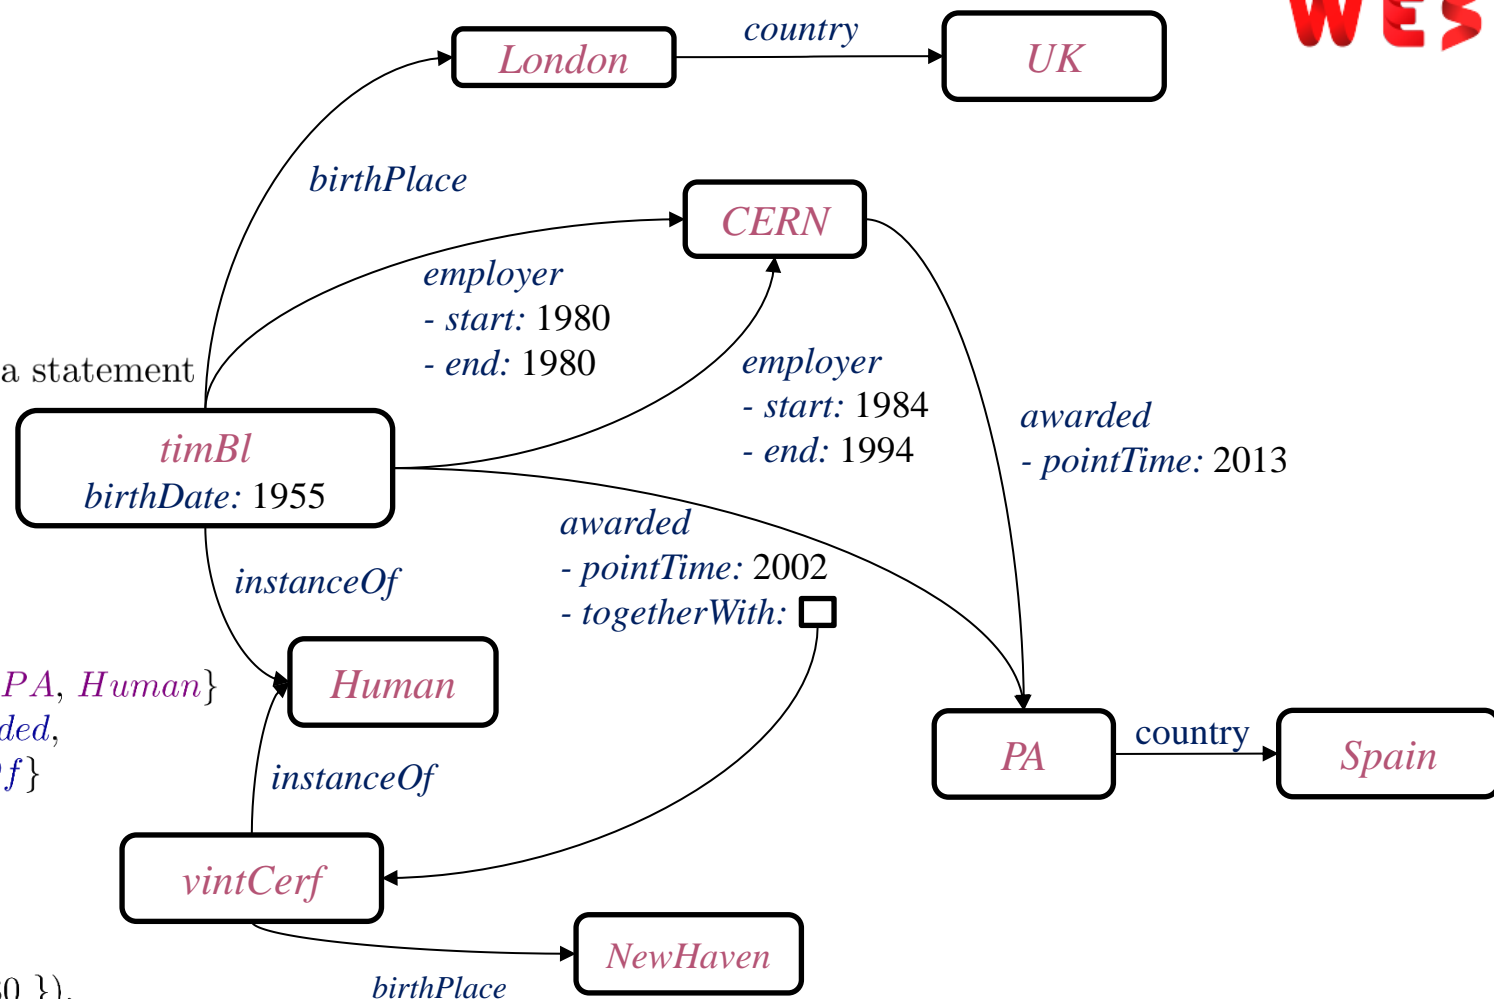 WES
London
country
UK
birthPlace
CERN
employer
- start: 1980
- end: 1980
a statement
employer
- start: 1984
- end: 1994
awarded
- pointTime: 2013
timBl
birthDate: 1955
awarded
- pointTime: 2002
- togetherWith:
instanceOf
Human
PA, Human}
ded,
f}
instanceOf
PA
country
Spain
vintCerf
NewHaven
birthPlace
0 }),